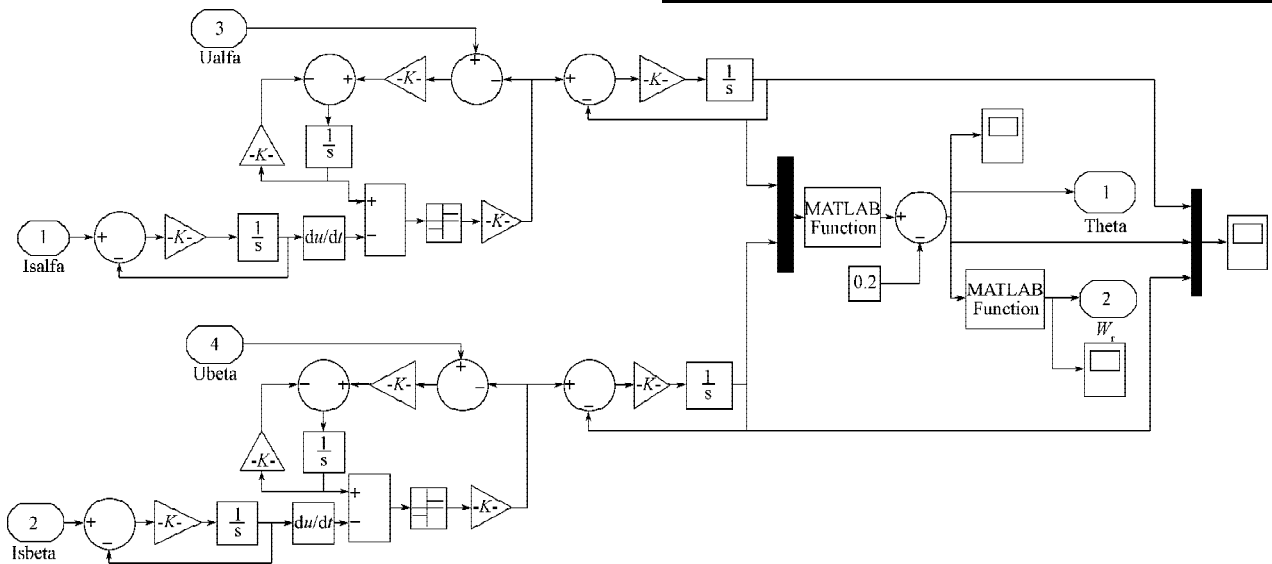 3
Ualfa
+
-
-K-
+
-
1
s
-K-
+
-
-K-
1
s
1
Isalfa
+
-
-K-
1
s
du/dt
+
-
-K-
MATLAB
Function
+
-
0.2
1
Theta
MATLAB
Function
2
Wr
4
Ubeta
+
-
-K-
+
-
1
s
-K-
+
-
-K-
1
s
2
Isbeta
+
-
-K-
1
s
du/dt
+
-
-K-